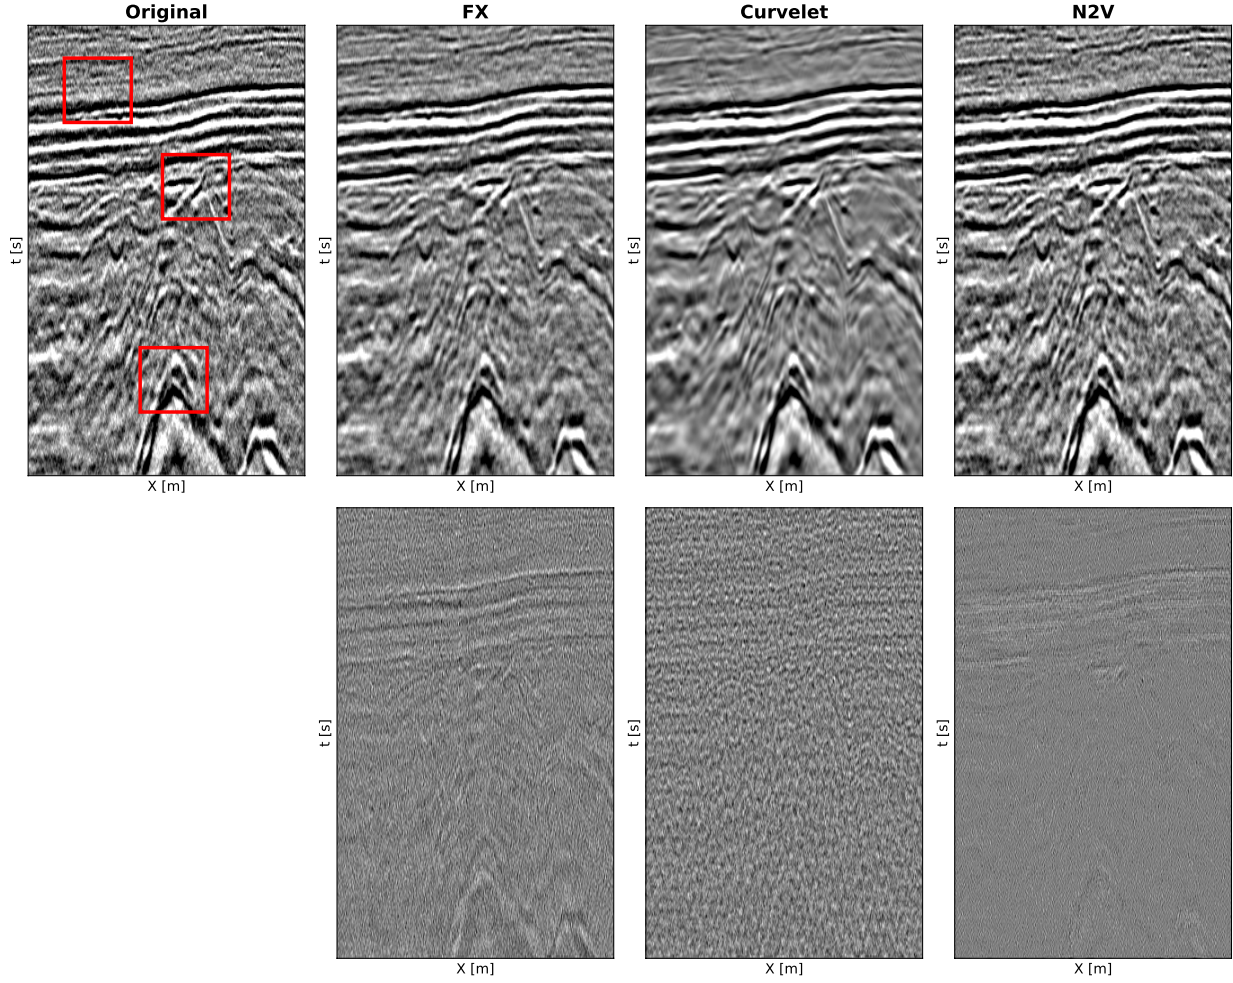 Original FX Curvelet N2V
t [s] t [s] t [s] t [s]
X [m] X [m] X [m] X [m]
t [s] t [s] t [s]
X [m] X [m] X [m]